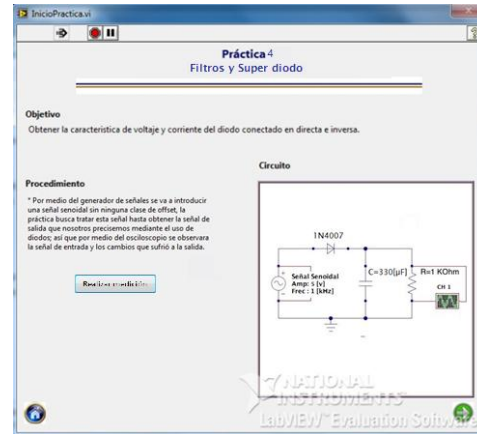 InicioPractica.vi
Práctica 4
Filtros y Super diodo
Objetivo
Obtener la caracteristica de voltaje y corriente del diodo conectado en directa e inversa.
Circuito
Procedimiento
* Por medio del generador de señales se va a introducir
una señal senoidal sin ninguna clase de offset, la
práctica busca tratar esta señal hasta obtener la señal de
salida que nosotros precisemos mediante el uso de
diodos; asi que por medio del osciloscopio se observara
la señal de entrada y los cambios que sufrió a la salida.
Realizar medición
1N4007
Señal Senoidal
Amp: 5 [v]
Frec : 1 [kHz]
C=330[µF]
R=1 KOhm
CH 1
NATIONAL
INSTRUMENTS
LabVIEW™ Evaluation Software